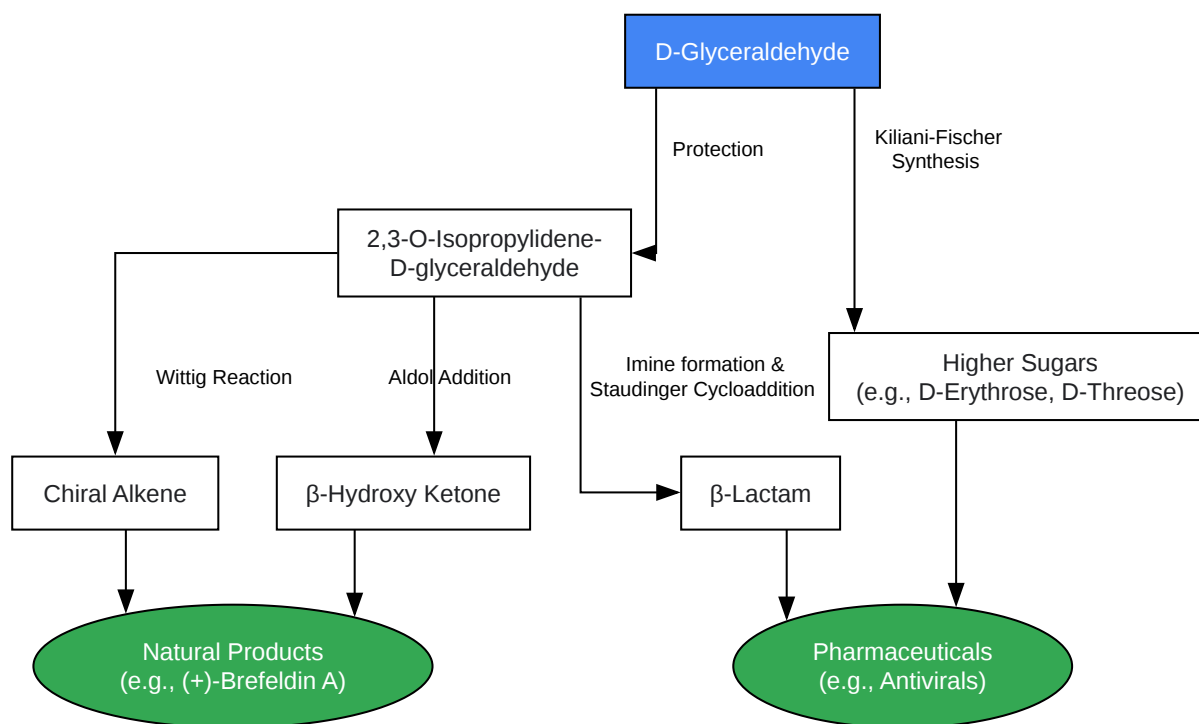 D-Glyceraldehyde
Protection
Kiliani-Fischer
Synthesis
2,3-O-Isopropylidene-
D-glyceraldehyde
Wittig Reaction
Aldol Addition
Imine formation &
Staudinger Cycloaddition
Higher Sugars
(e.g., D-Erythrose, D-Threose)
Chiral Alkene
β-Hydroxy Ketone
β-Lactam
Natural Products
(e.g., (+)-Brefeldin A)
Pharmaceuticals
(e.g., Antivirals)